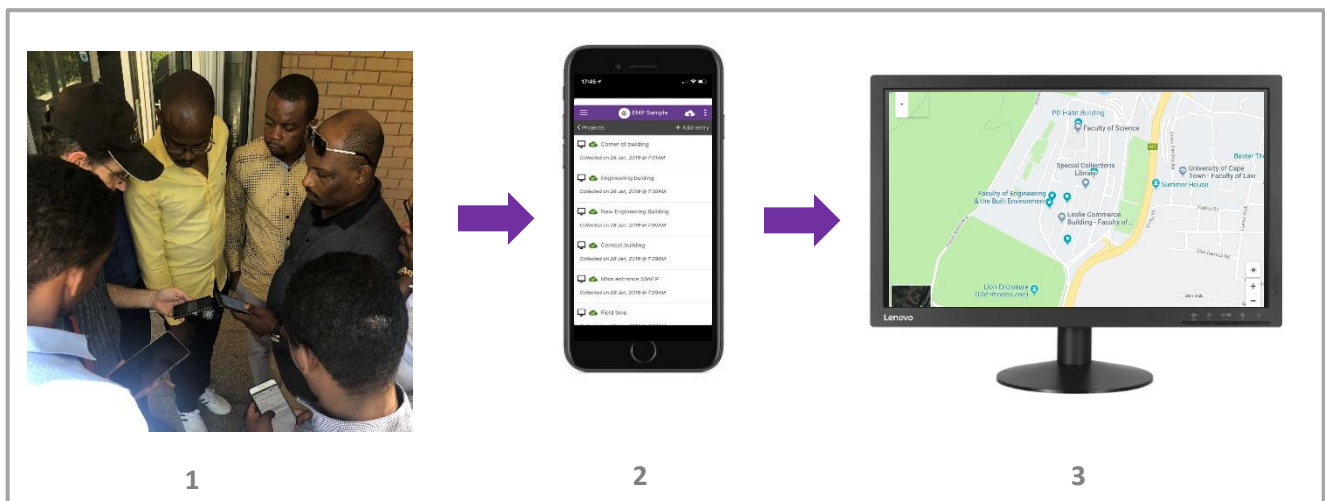 17:45
EMP Sample
Projects
+ Add entry
Corner of building
Collected on 28 Jan, 2019 @ 7:31AM
Engineering building
Collected on 28 Jan, 2019 @ 7:30AM
New Engineering Building
Collected on 28 Jan, 2019 @ 7:30AM
Conical building
Collected on 28 Jan, 2019 @ 7:29AM
Main entrance
Collected on 28 Jan, 2019 @ 7:29AM
Field time
PD Hahn Building
Faculty of Science
M3
Baxter
Special Collections
Library
University of Cape
Town - Faculty of Law
Summer House
Faculty of Engineering
& the Built Environment
Leslie Commerce
Building - Faculty of...
Lion Enclosure
(Old Rhodes Zoo)
Lenovo
1
2
3